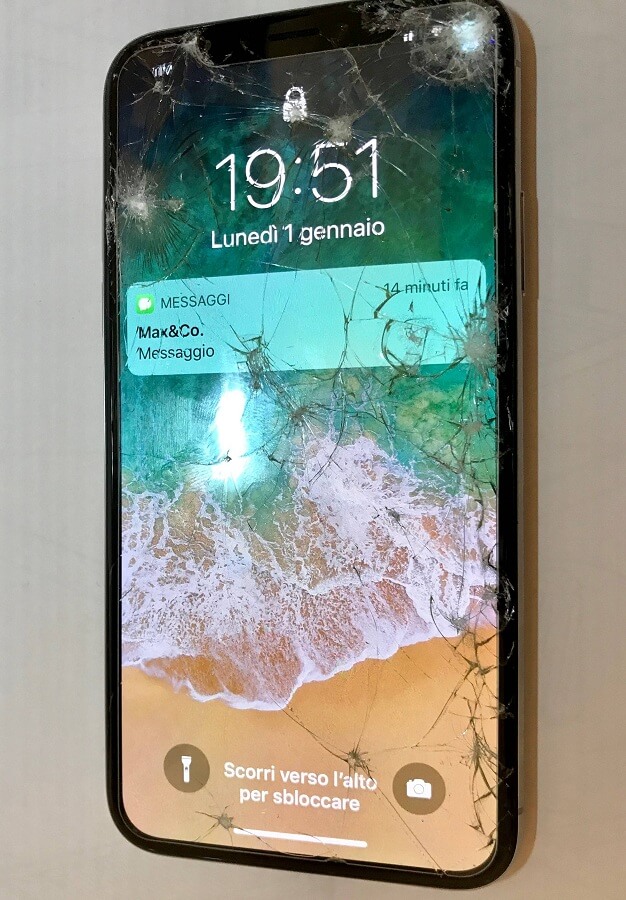 19:51
Lunedì 1 gennaio
MESSAGGI
14 minuti fa
Max&Co.
Messaggio
Scorri verso l'alto
per sbloccare